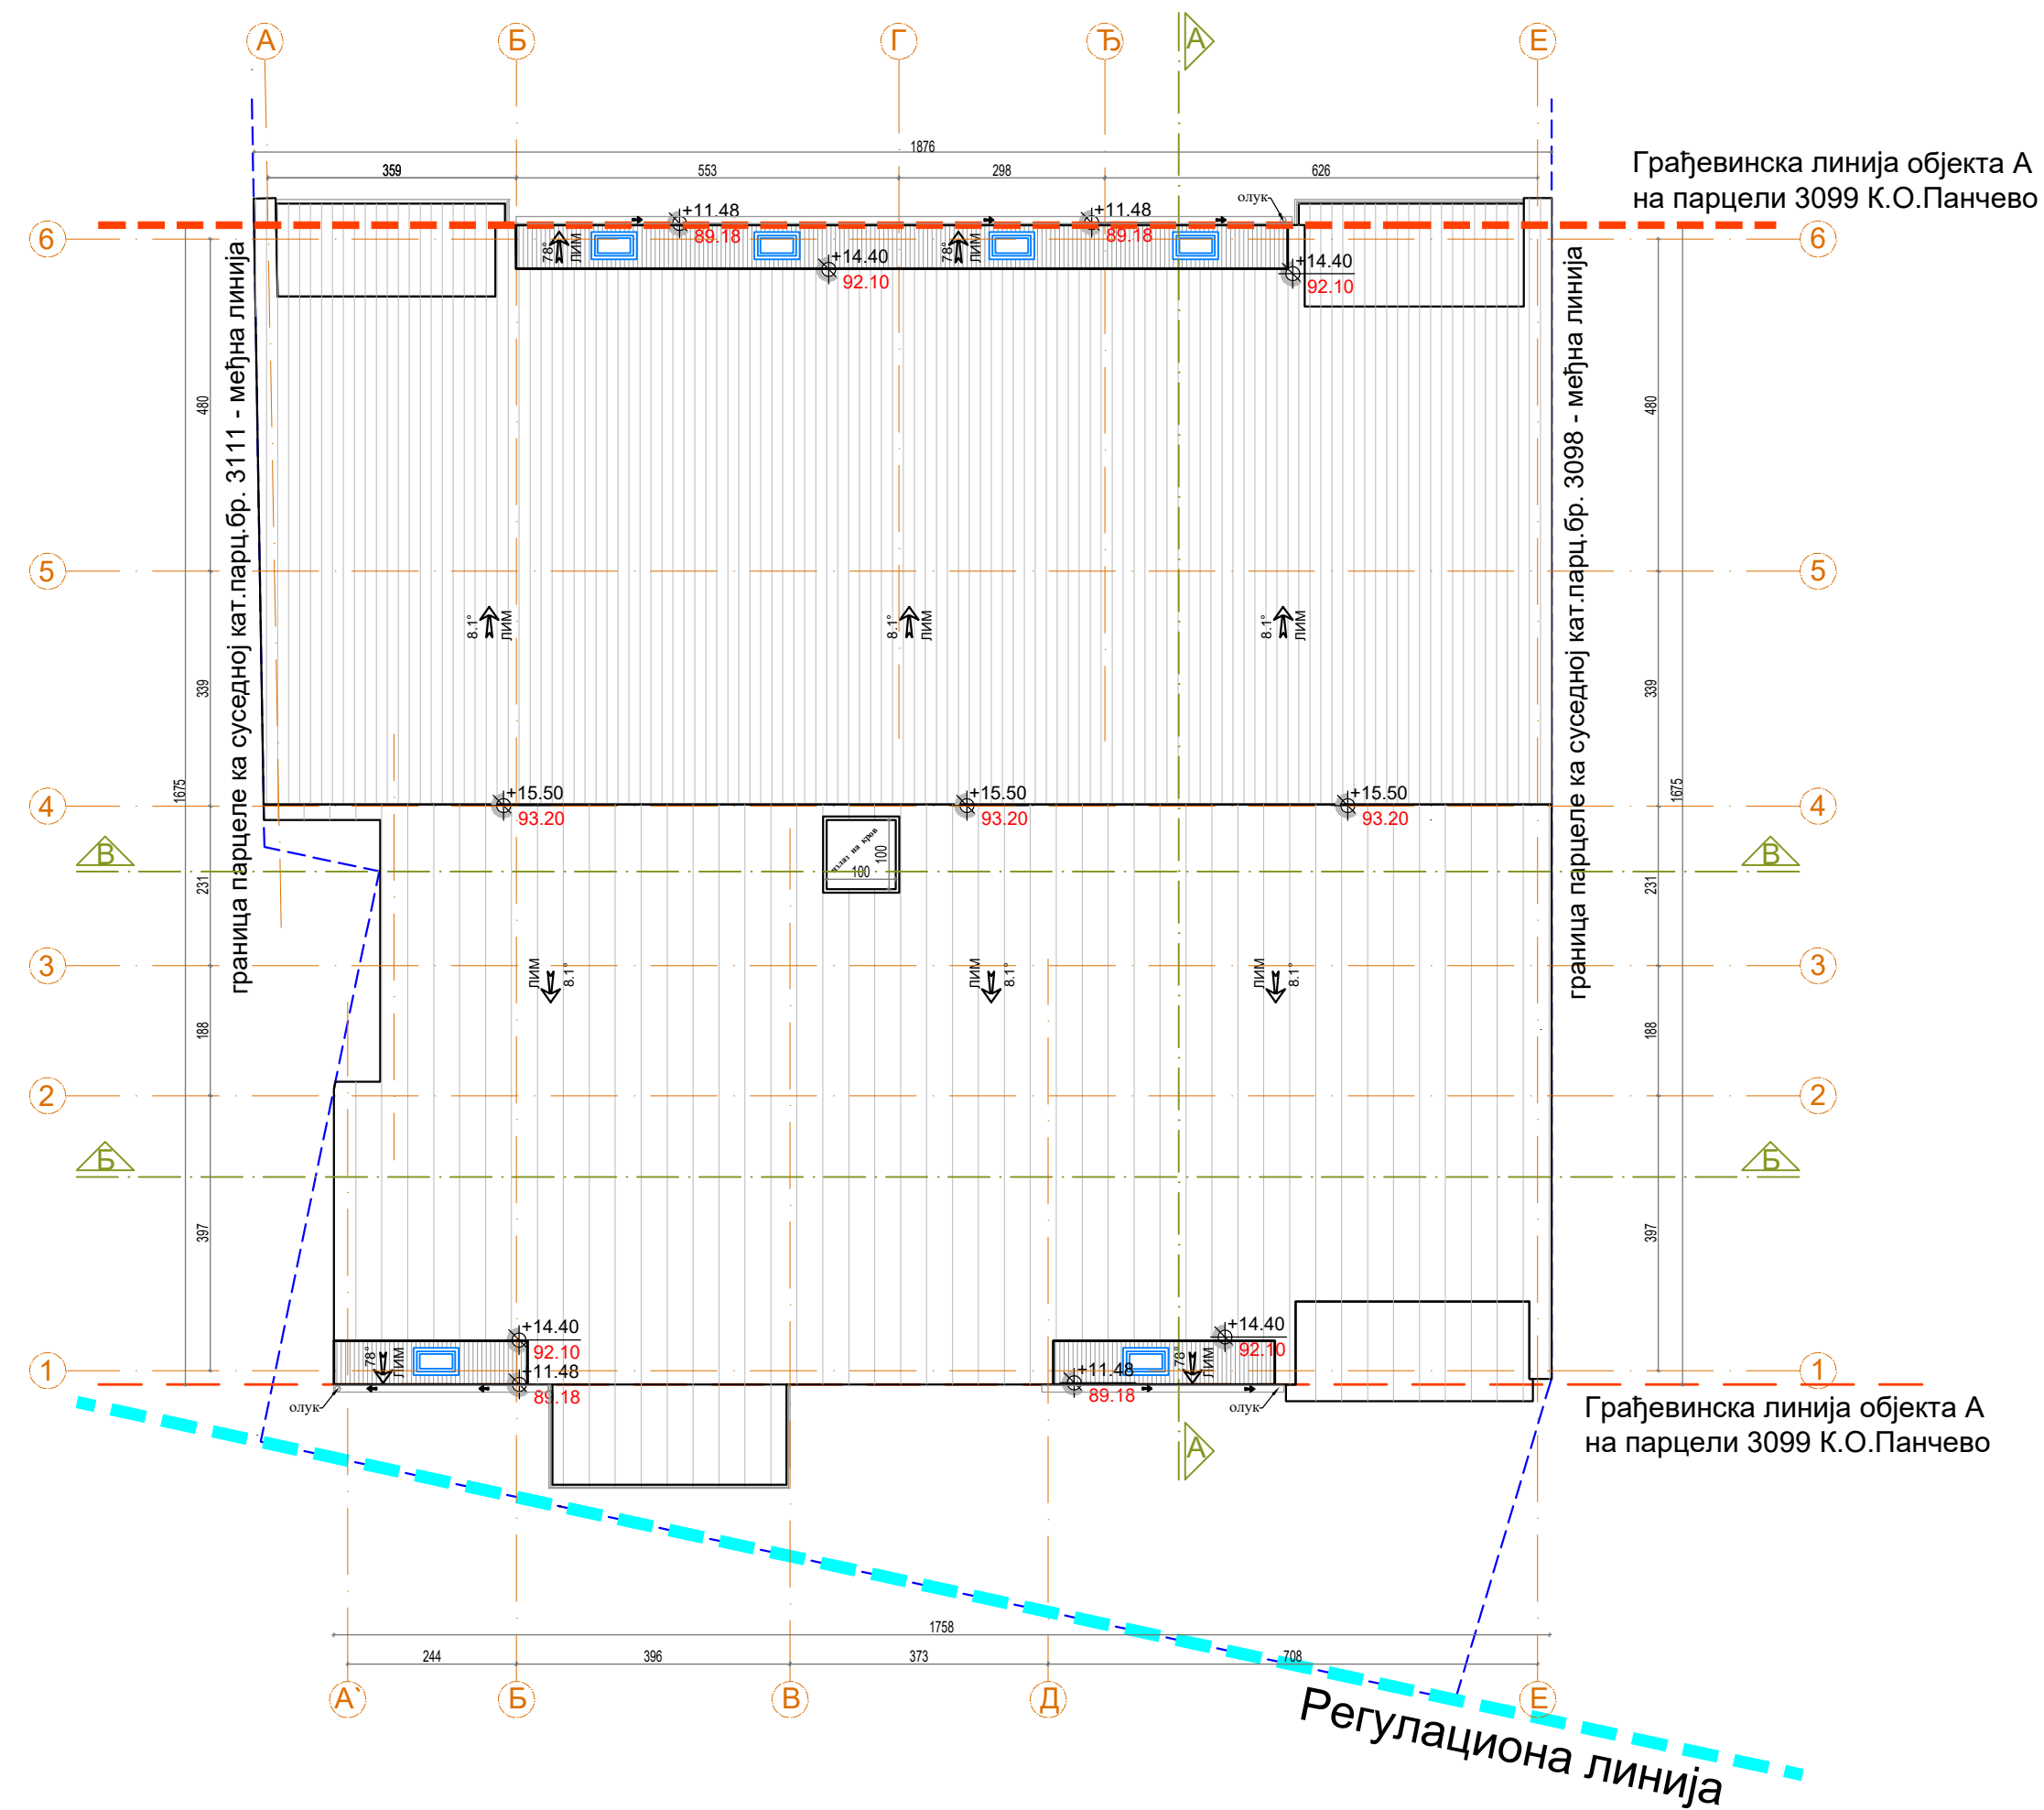 А
Б
Г
Ђ
А
Е
1876
359
553
298
626
Грађевинска линија објекта А
на парцели 3099 К.О.Панчево
олук
+11.48
89.18
+11.48
89.18
6
78°
ЛИМ
78°
ЛИМ
6
+14.40
92.10
+14.40
92.10
граница парцеле ка суседној кат.парц.бр. 3111 - међна линија
граница парцеле ка суседној кат.парц.бр. 3098 - међна линија
480
480
5
5
8.1°
ЛИМ
8.1°
ЛИМ
8.1°
ЛИМ
339
339
1675
1675
4
+15.50
93.20
+15.50
93.20
+15.50
93.20
4
В
излаз на кров
100
100
В
231
231
3
ЛИМ
8.1°
ЛИМ
8.1°
ЛИМ
8.1°
3
188
188
2
2
Б
Б
397
397
+14.40
92.10
+14.40
92.10
1
78°
ЛИМ
+11.48
89.18
+11.48
89.18
78°
ЛИМ
1
олук
олук
Грађевинска линија објекта А
на парцели 3099 К.О.Панчево
А
1758
244
396
373
708
А`
Б
В
Д
Е
Регулациона линија